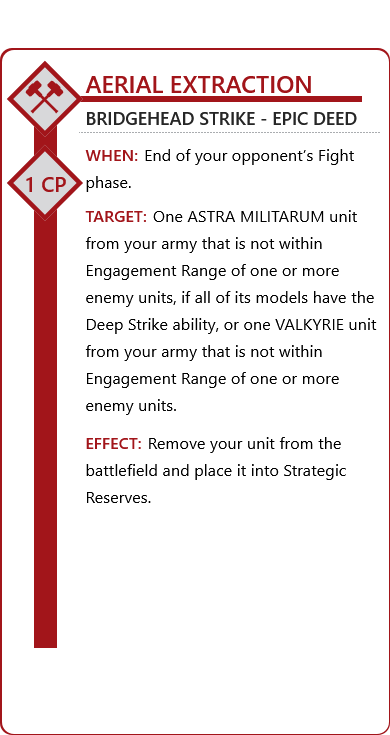 AERIAL EXTRACTION
BRIDGEHEAD STRIKE - EPIC DEED
1 CP
WHEN: End of your opponent’s Fight
phase.
TARGET: One ASTRA MILITARUM unit
from your army that is not within
Engagement Range of one or more
enemy units, if all of its models have the
Deep Strike ability, or one VALKYRIE unit
from your army that is not within
Engagement Range of one or more
enemy units.
EFFECT: Remove your unit from the
battlefield and place it into Strategic
Reserves.